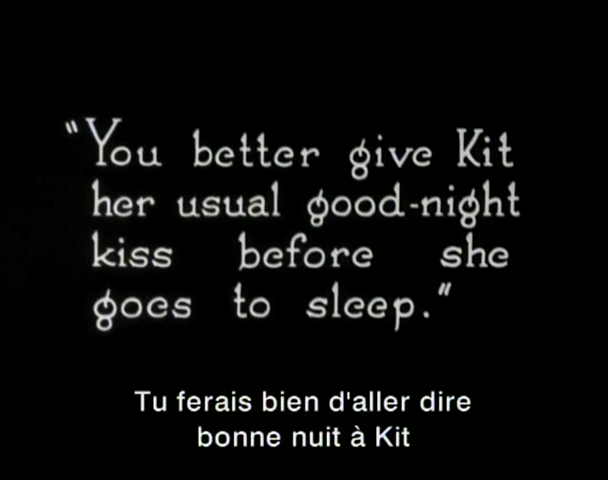 "You better give Kit
her usual good-night
kiss before she
goes to sleep."
Tu ferais bien d'aller dire
bonne nuit à Kit